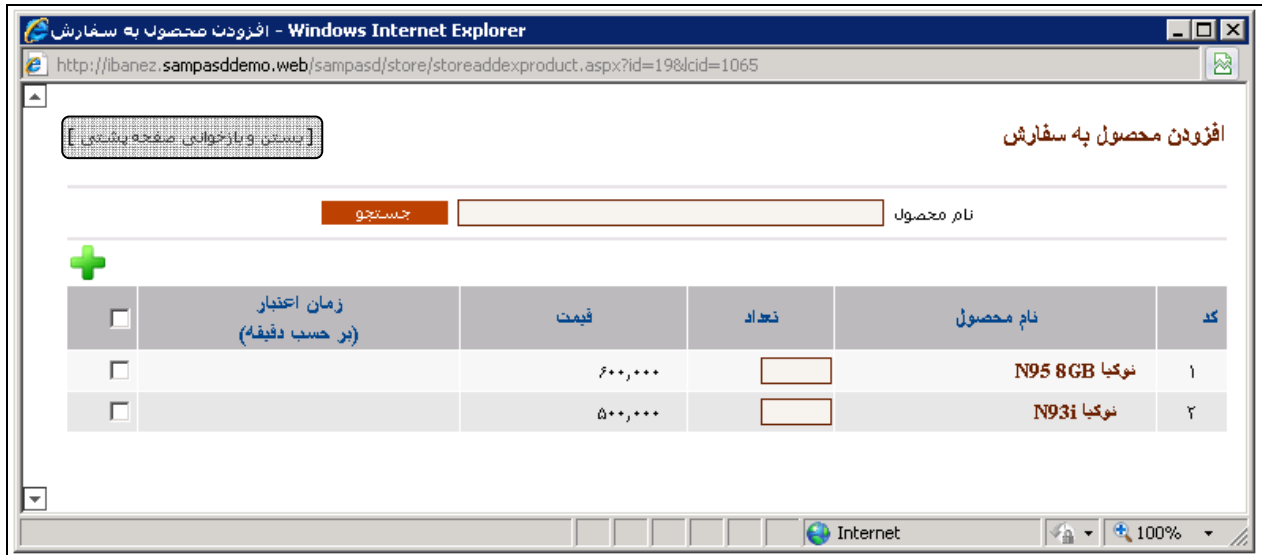 افزودن محصول به سفارش - Windows Internet Explorer
http://ibanez.sampasddemo.web/sampasd/store/storeaddexproduct.aspx?id=19&lcid=1065
افزودن محصول به سفارش
[ بستن و بازخوانی صفحه پشتی ]
نام محصول جستجو
کد نام محصول تعداد قیمت زمان اعتبار
(بر حسب دقیقه)
۱ نوکیا N95 8GB ۶۰۰,۰۰۰
۲ نوکیا N93i ۵۰۰,۰۰۰
Internet 100%